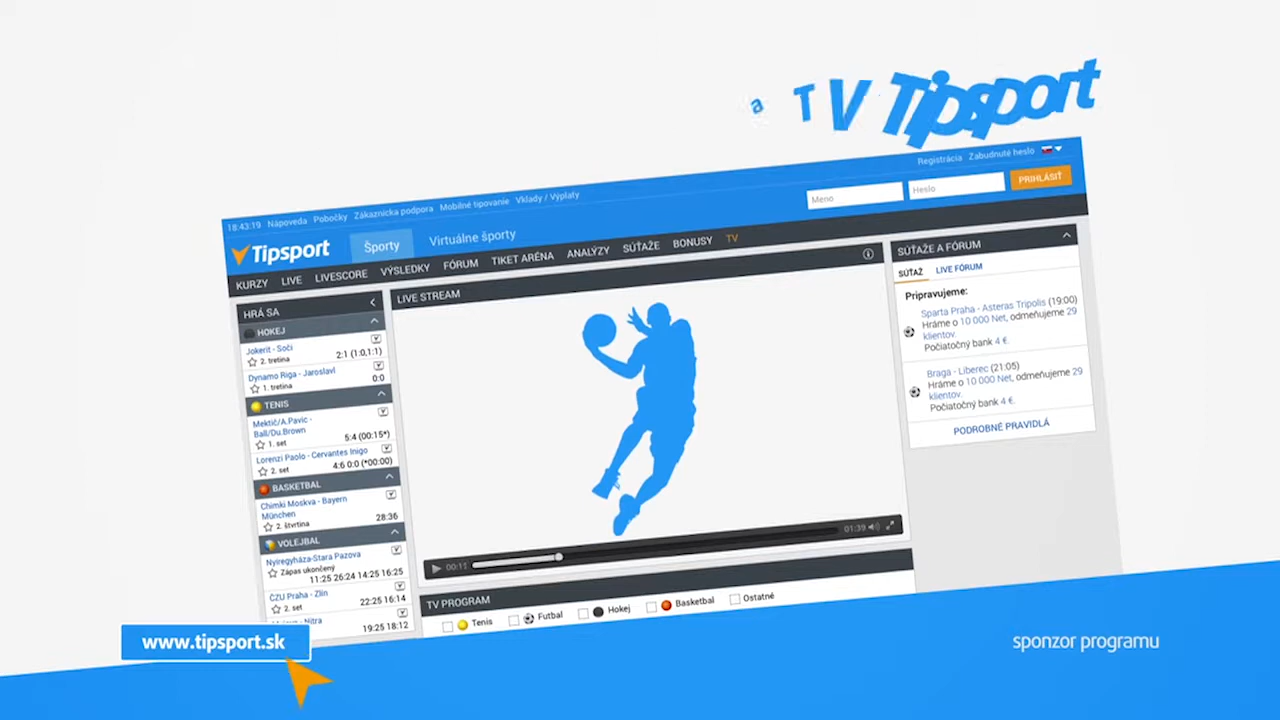 a TV Tipsport
Registrácia Zabudnuté heslo
18:43:19 Nápoveda Pobočky Zákaznicka podpora Mobilné tipovanie Vklady / Výplaty
Meno Heslo PRIHLÁSIŤ
Tipsport Športy Virtuálne športy
KURZY LIVE LIVESCORE VÝSLEDKY FÓRUM TIKET ARÉNA ANALÝZY SÚŤAŽE BONUSY TV
HRÁ SA
HOKEJ
Jokerit - Soči
2. tretina 2:1 (1:0,1:1)
Dynamo Riga - Jaroslavľ
1. tretina 0:0
TENIS
Mektič/A.Pavic -
Ball/Du.Brown
1. set 5:4 (00:15*)
Lorenzi Paolo - Cervantes Inigo
2. set 4:6 0:0 (*00:00)
BASKETBAL
Chimki Moskva - Bayern
München
2. štvrtina 28:36
VOLEJBAL
Nyiregyháza-Stara Pazova
Zápas ukončený
11:25 26:24 14:25 16:25
ČZU Praha - Zlín
2. set 22:25 16:14
Nitra
19:25 18:12
LIVE STREAM
00:11 01:39
TV PROGRAM
Tenis Futbal Hokej Basketbal Ostatné
SÚŤAŽE A FÓRUM
SÚŤAŽ LIVE FÓRUM
Pripravujeme:
Sparta Praha - Asteras Tripolis (19:00)
Hráme o 10 000 Net, odmeňujeme 29
klientov.
Počiatočný bank 4 €.
Braga - Liberec (21:05)
Hráme o 10 000 Net, odmeňujeme 29
klientov.
Počiatočný bank 4 €.
PODROBNÉ PRAVIDLÁ
www.tipsport.sk
sponzor programu